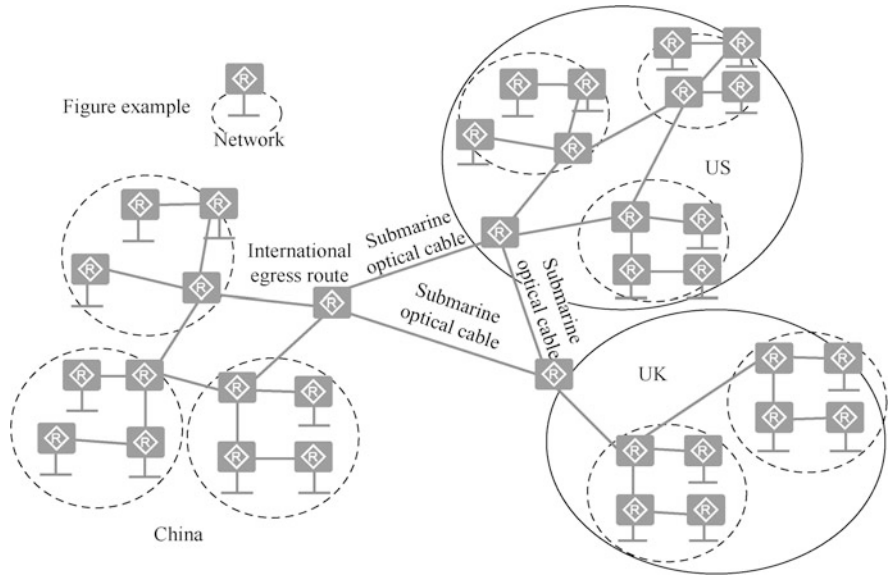 Figure example
R
Network
US
International
egress route
Submarine
optical cable
Submarine
optical cable
Submarine
optical cable
UK
China